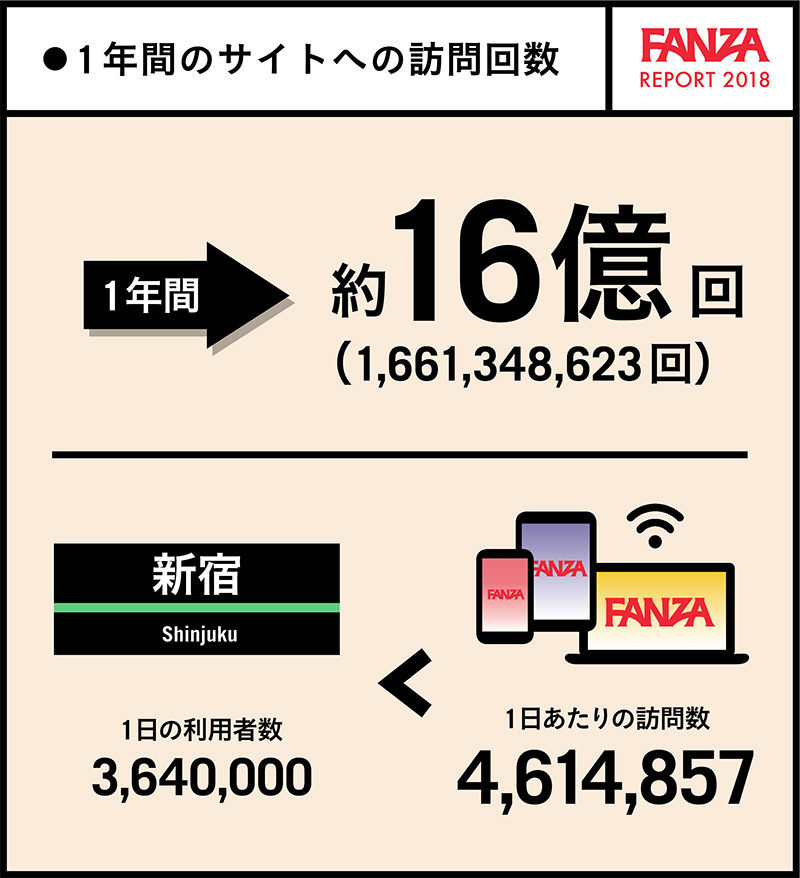 ●1年間のサイトへの訪問回数
FANZA
REPORT 2018
1年間
約16億回
(1,661,348,623回)
新宿
Shinjuku
FANZA
FANZA
FANZA
<
1日の利用者数
3,640,000
1日あたりの訪問数
4,614,857